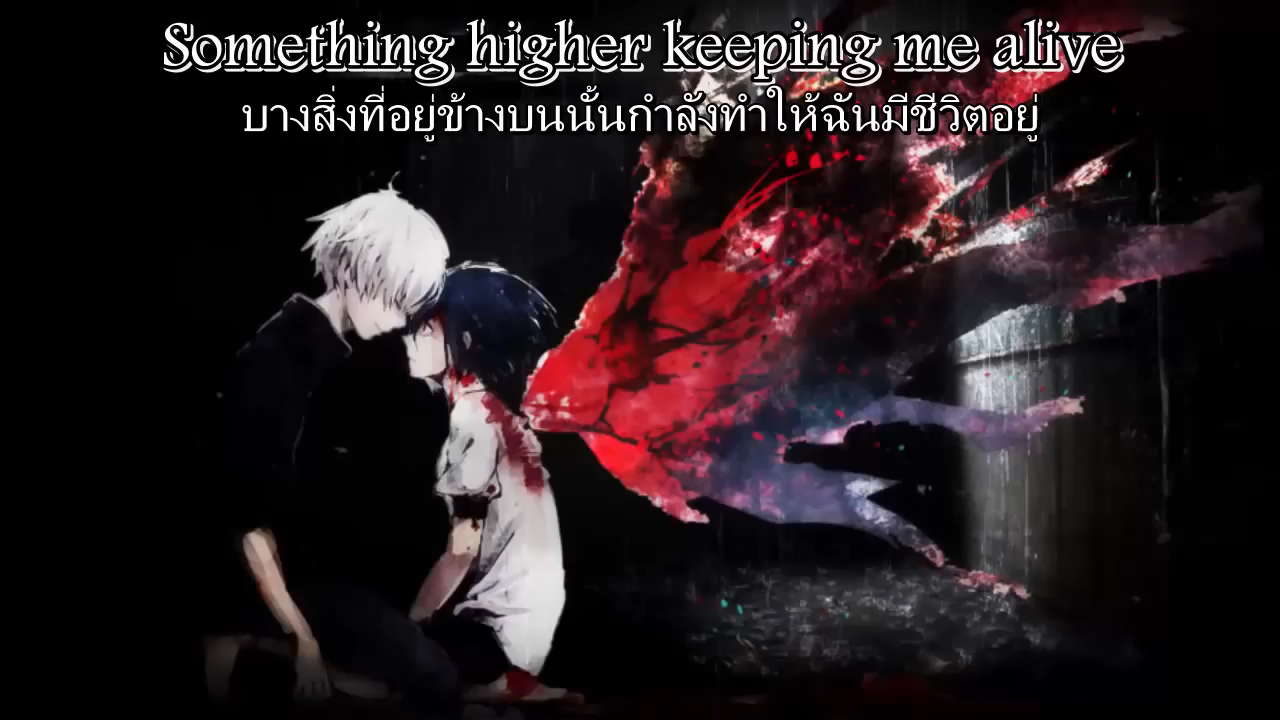 Something higher keeping me alive
บางสิ่งที่อยู่ข้างบนนั้นกำลังทำให้ฉันมีชีวิตอยู่